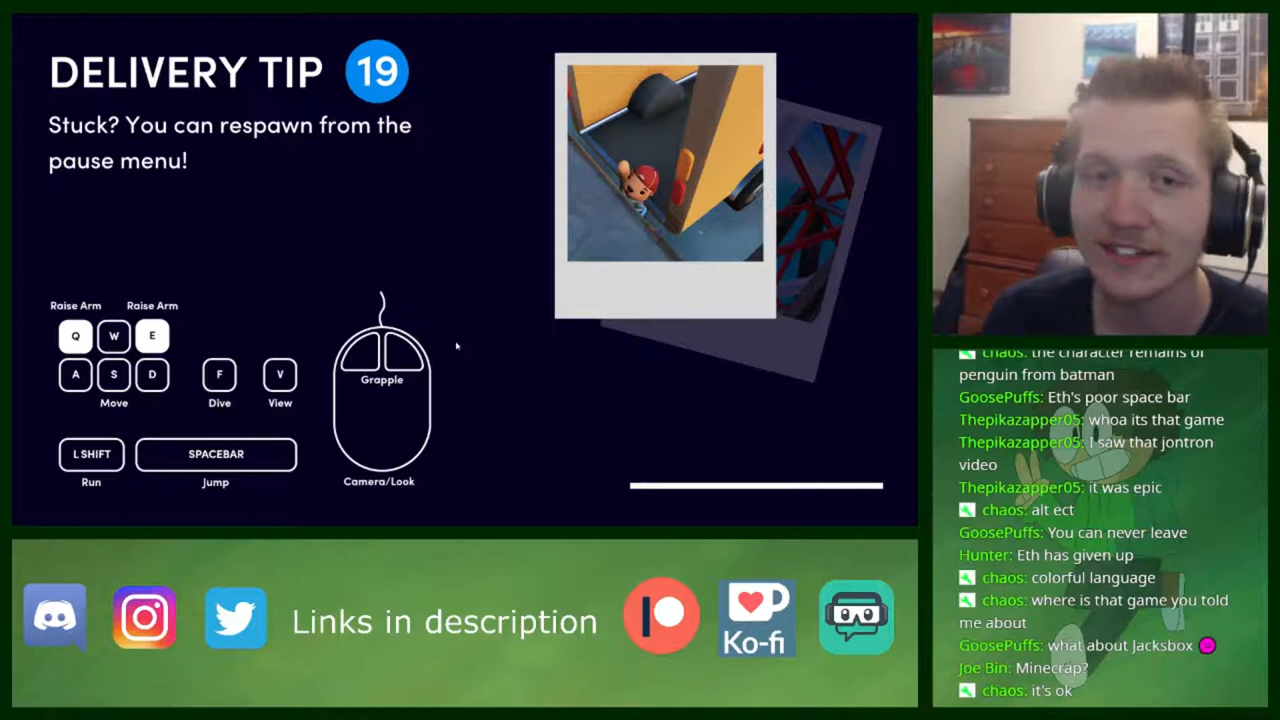 DELIVERY TIP 19
Stuck? You can respawn from the
pause menu!
Raise Arm Raise Arm
Q W E
A S D F V
Move Dive View
Grapple
L SHIFT SPACEBAR
Run Jump Camera/Look
Links in description
Ko-fi
chaos: the character remains of
penguin from batman
GoosePuffs: Eth's poor space bar
Thepikazapper05: whoa its that game
Thepikazapper05: I saw that jontron
video
Thepikazapper05: it was epic
chaos: alt ect
GoosePuffs: You can never leave
Hunter: Eth has given up
chaos: colorful language
chaos: where is that game you told
me about
GoosePuffs: what about Jacksbox
Joe Bin: Minecrap?
chaos: it's ok